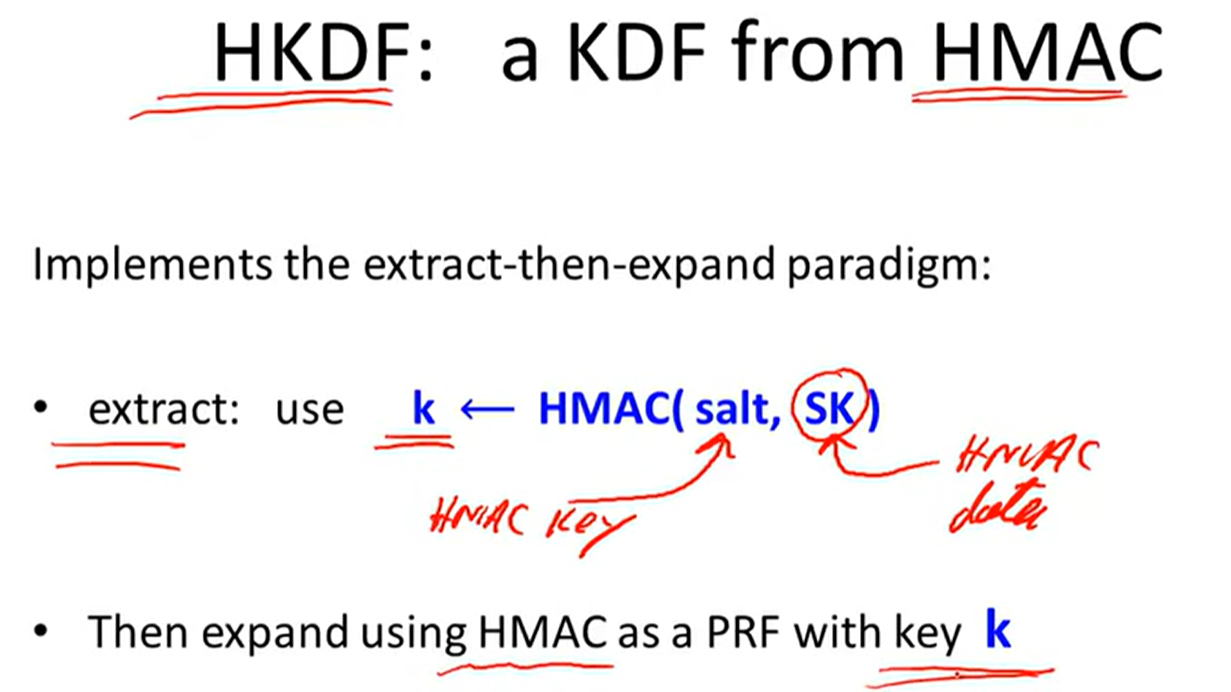 HKDF: a KDF from HMAC
Implements the extract-then-expand paradigm:
• extract: use k ← HMAC( salt, SK )
HMAC Key
HMAC
data
• Then expand using HMAC as a PRF with key k